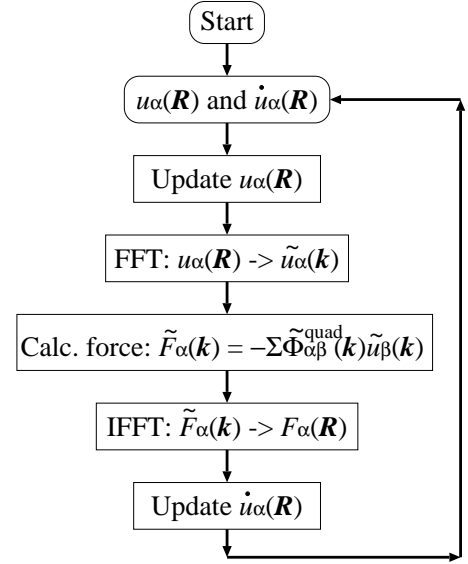 Start
uα(R) and u̇α(R)
Update uα(R)
FFT: uα(R) -> ũα(k)
Calc. force: F̃α(k) = −ΣΦ̃αβ^quad(k)ũβ(k)
IFFT: F̃α(k) -> Fα(R)
Update u̇α(R)